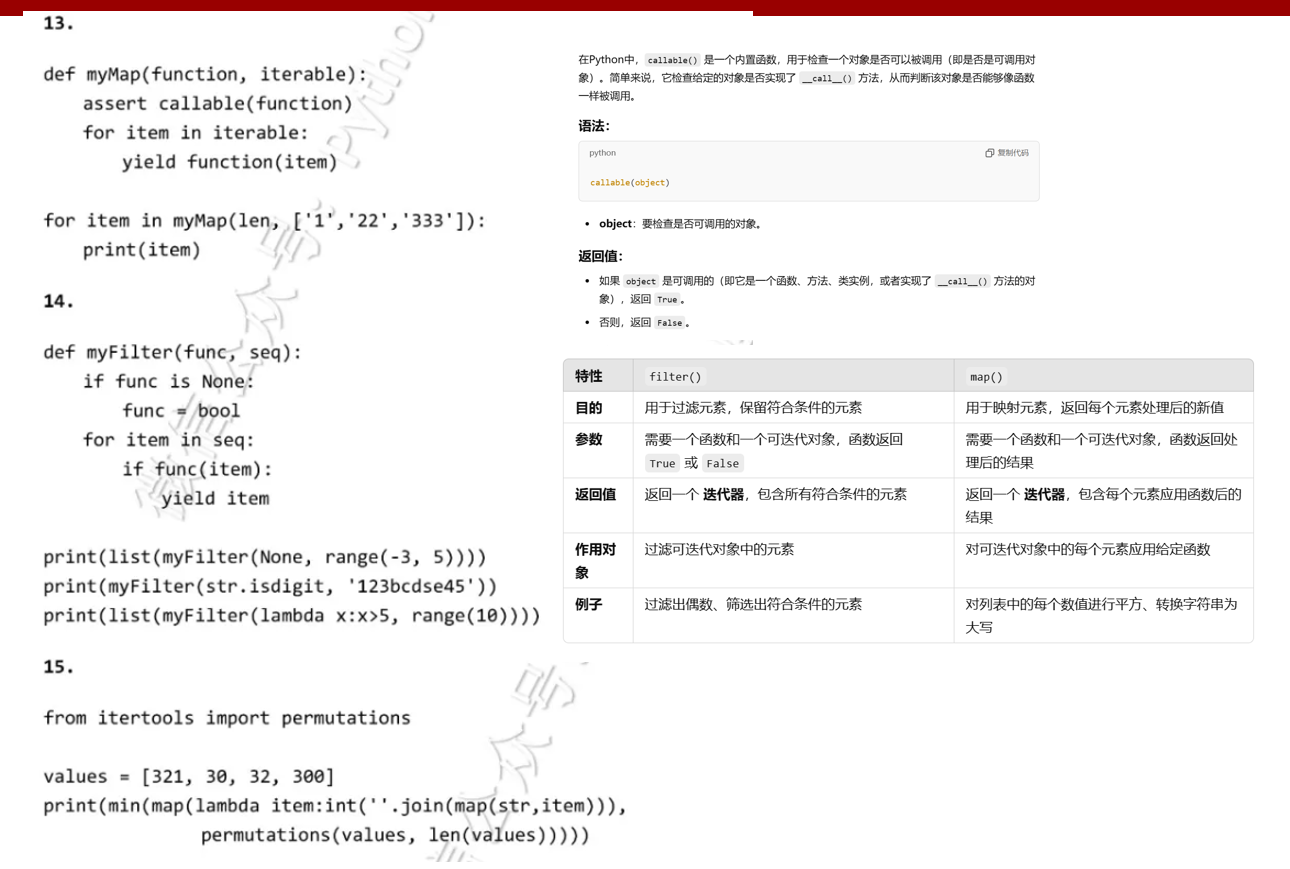 13.
def myMap(function, iterable):
    assert callable(function)
    for item in iterable:
        yield function(item)
for item in myMap(len, ['1','22','333']):
    print(item)
14.
def myFilter(func, seq):
    if func is None:
        func = bool
    for item in seq:
        if func(item):
            yield item
print(list(myFilter(None, range(-3, 5))))
print(myFilter(str.isdigit, '123bcdse45'))
print(list(myFilter(lambda x:x>5, range(10))))
15.
from itertools import permutations
values = [321, 30, 32, 300]
print(min(map(lambda item:int(''.join(map(str,item))),
            permutations(values, len(values)))))
在Python中， callable() 是一个内置函数，用于检查一个对象是否可以被调用（即是否是可调用对
象）。简单来说，它检查给定的对象是否实现了 __call__() 方法，从而判断该对象是否能够像函数
一样被调用。
语法：
python 复制代码
callable(object)
• object：要检查是否可调用的对象。
返回值：
• 如果 object 是可调用的（即它是一个函数、方法、类实例，或者实现了 __call__() 方法的对
象），返回 True 。
• 否则，返回 False 。
特性 filter() map()
目的 用于过滤元素，保留符合条件的元素 用于映射元素，返回每个元素处理后的新值
参数 需要一个函数和一个可迭代对象，函数返回 需要一个函数和一个可迭代对象，函数返回处
True 或 False 理后的结果
返回值 返回一个 迭代器，包含所有符合条件的元素 返回一个 迭代器，包含每个元素应用函数后的
结果
作用对 过滤可迭代对象中的元素 对可迭代对象中的每个元素应用给定函数
象
例子 过滤出偶数、筛选出符合条件的元素 对列表中的每个数值进行平方、转换字符串为
大写